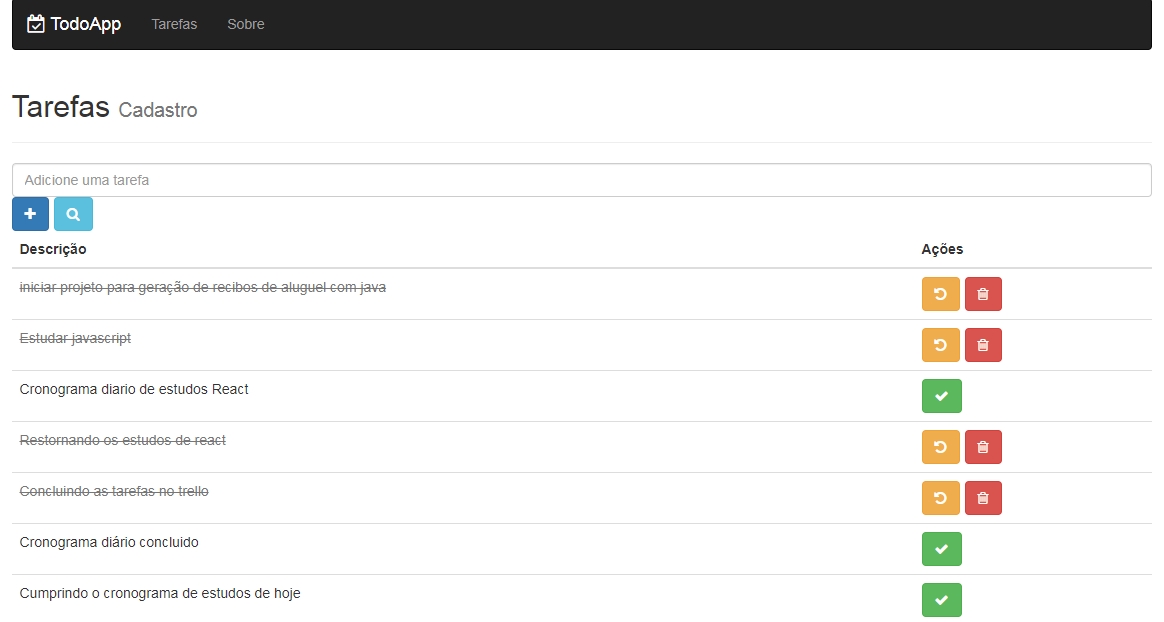 TodoApp Tarefas Sobre
Tarefas Cadastro
Adicione uma tarefa
Descrição Ações
iniciar projeto para geração de recibos de aluguel com java
Estudar javascript
Cronograma diario de estudos React
Restornando os estudos de react
Concluindo as tarefas no trello
Cronograma diário concluido
Cumprindo o cronograma de estudos de hoje